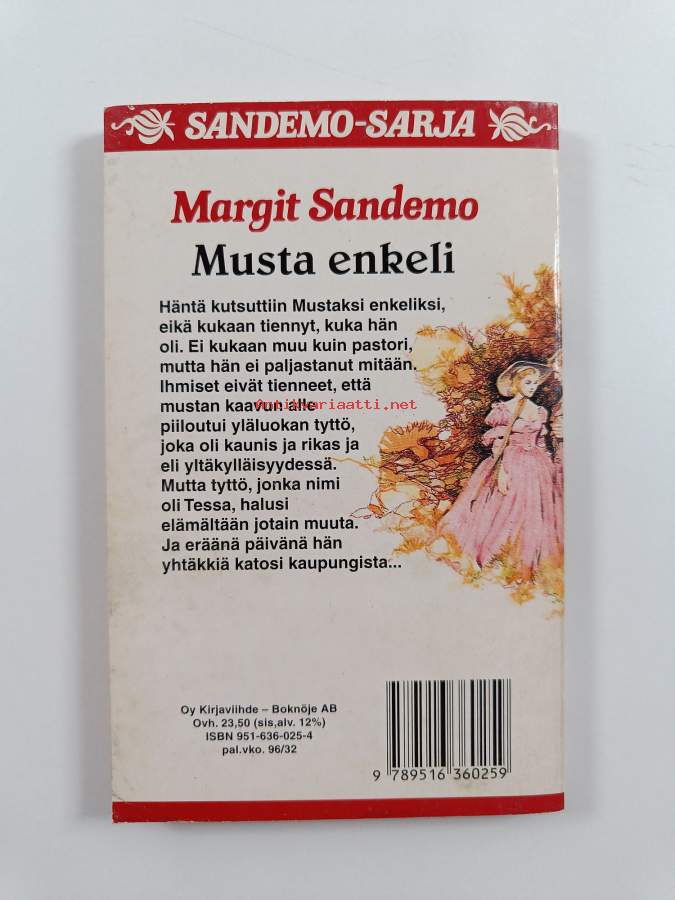 SANDEMO-SARJA
Margit Sandemo
Musta enkeli
Häntä kutsuttiin Mustaksi enkeliksi,
eikä kukaan tiennyt, kuka hän
oli. Ei kukaan muu kuin pastori,
mutta hän ei paljastanut mitään.
Ihmiset eivät tienneet, että
mustan kaavun alle
Antikvariaatti.net
piiloutui yläluokan tyttö,
joka oli kaunis ja rikas ja
eli yltäkylläisyydessä.
Mutta tyttö, jonka nimi
oli Tessa, halusi
elämältään jotain muuta.
Ja eräänä päivänä hän
yhtäkkiä katosi kaupungista...
Oy Kirjaviihde – Boknöje AB
Ovh. 23,50 (sis,alv. 12%)
ISBN 951-636-025-4
pal.vko. 96/32
9 789516 360259